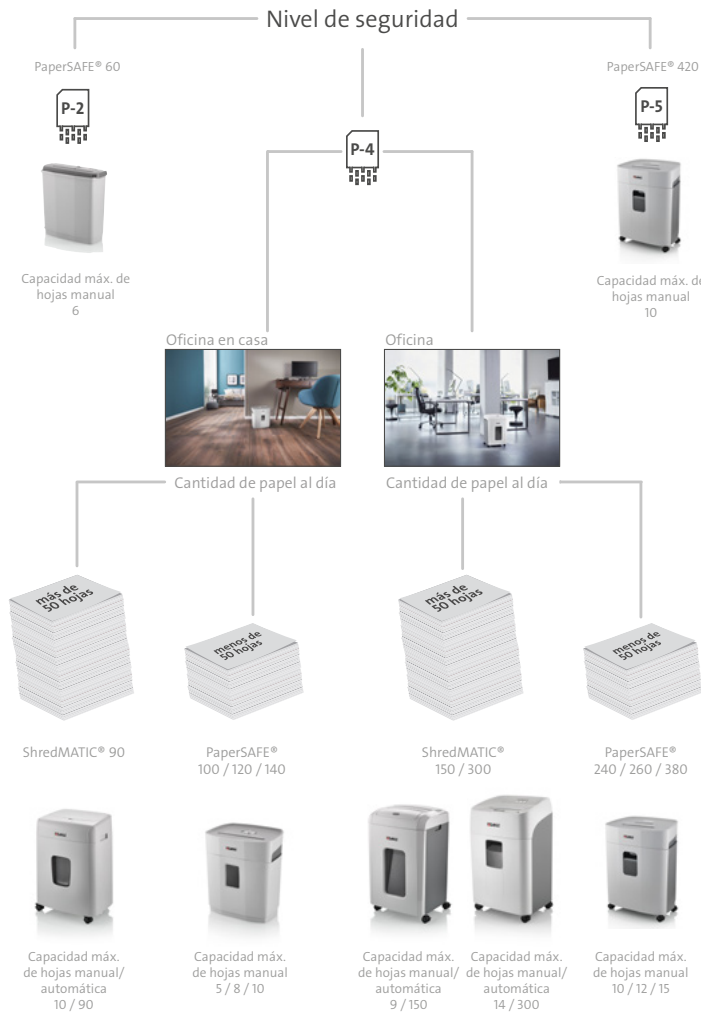 Nivel de seguridad
PaperSAFE® 60
P-2
Capacidad máx. de
hojas manual
6
P-4
PaperSAFE® 420
P-5
Capacidad máx. de
hojas manual
10
Oficina en casa
Cantidad de papel al día
Oficina
Cantidad de papel al día
más de
50 hojas
menos de
50 hojas
más de
50 hojas
menos de
50 hojas
ShredMATIC® 90
PaperSAFE®
100 / 120 / 140
ShredMATIC®
150 / 300
PaperSAFE®
240 / 260 / 380
Capacidad máx.
de hojas manual/
automática
10 / 90
Capacidad máx.
de hojas manual
5 / 8 / 10
Capacidad máx.
de hojas manual/
automática
9 / 150
Capacidad máx.
de hojas manual/
automática
14 / 300
Capacidad máx.
de hojas manual
10 / 12 / 15